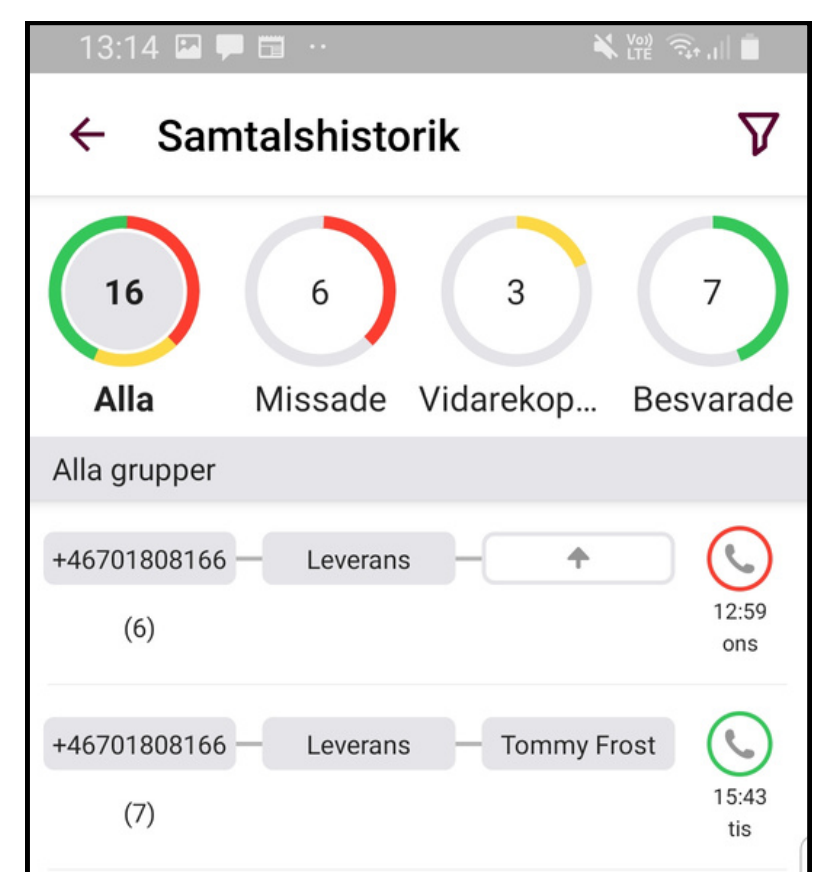 13:14 Vo)) LTE
Samtalshistorik
16 6 3 7
Alla Missade Vidarekop... Besvarade
Alla grupper
+46701808166 Leverans
(6)
12:59
ons
+46701808166 Leverans Tommy Frost
(7)
15:43
tis